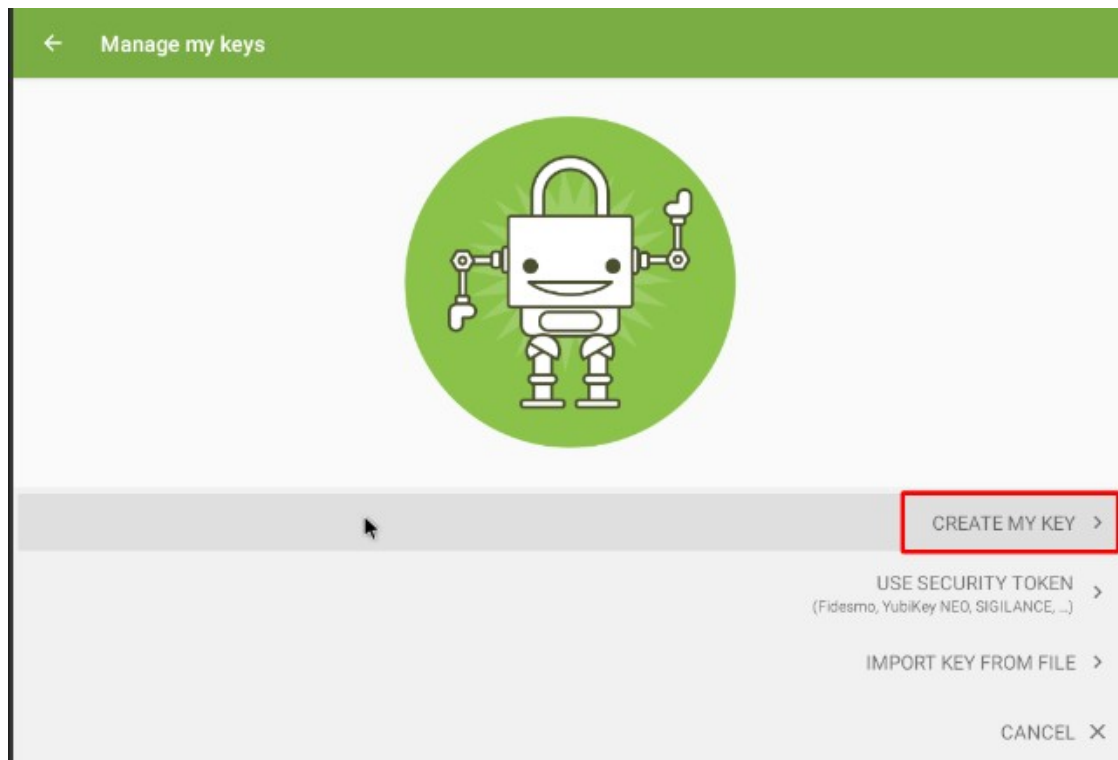 Manage my keys
CREATE MY KEY
USE SECURITY TOKEN
(Fidesmo, YubiKey NEO, SIGILANCE, ...)
IMPORT KEY FROM FILE
CANCEL